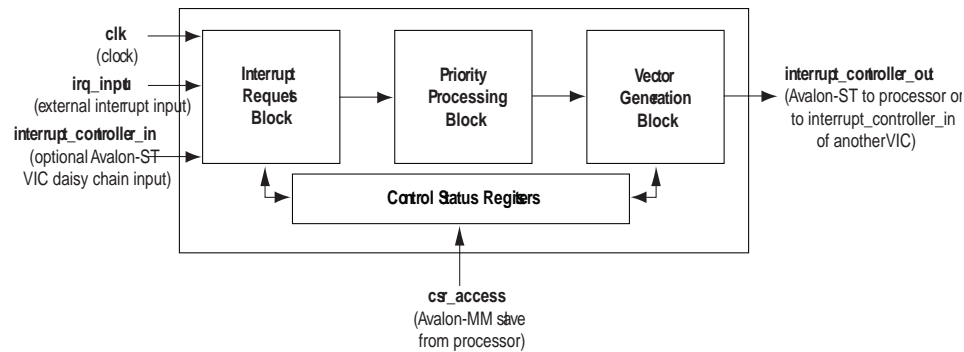 clk
(clock)
irq_input
(external interrupt input)
interrupt_controller_in
(optional Avalon-ST
VIC daisy chain input)
Interrupt
Request
Block
Priority
Processing
Block
Vector
Generation
Block
Control Status Registers
interrupt_controller_out
(Avalon-ST to processor or
to interrupt_controller_in
of another VIC)
csr_access
(Avalon-MM slave
from processor)